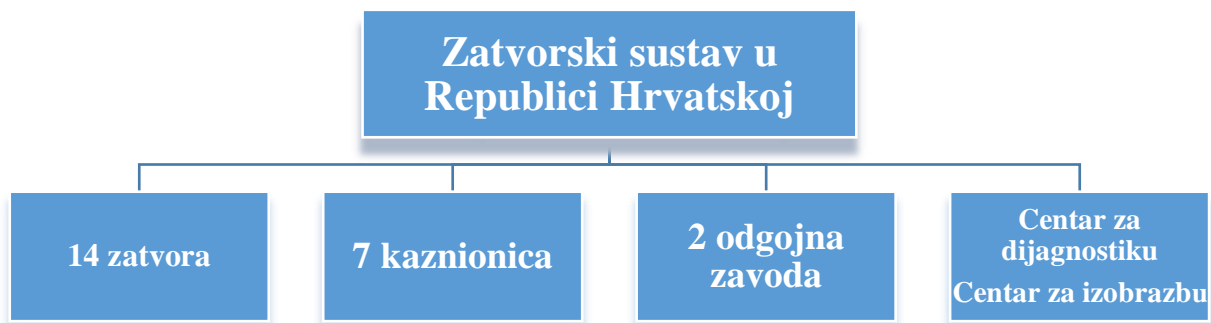 Zatvorski sustav u
Republici Hrvatskoj
14 zatvora
7 kaznionica
2 odgojna
zavoda
Centar za
dijagnostiku
Centar za izobrazbu